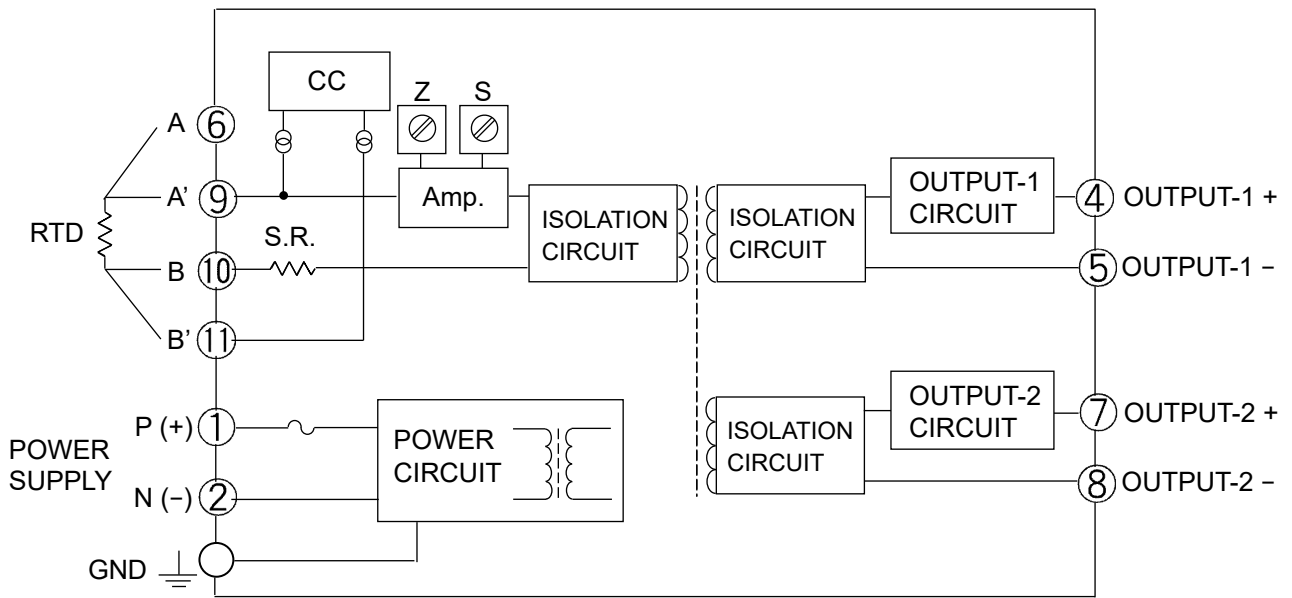 CC
Z
S
A
6
A'
9
Amp.
RTD
S.R.
B
10
B'
11
ISOLATION
CIRCUIT
ISOLATION
CIRCUIT
OUTPUT-1
CIRCUIT
4
OUTPUT-1 +
5
OUTPUT-1 −
ISOLATION
CIRCUIT
OUTPUT-2
CIRCUIT
7
OUTPUT-2 +
8
OUTPUT-2 −
POWER
SUPPLY
P (+)
1
N (−)
2
POWER
CIRCUIT
GND